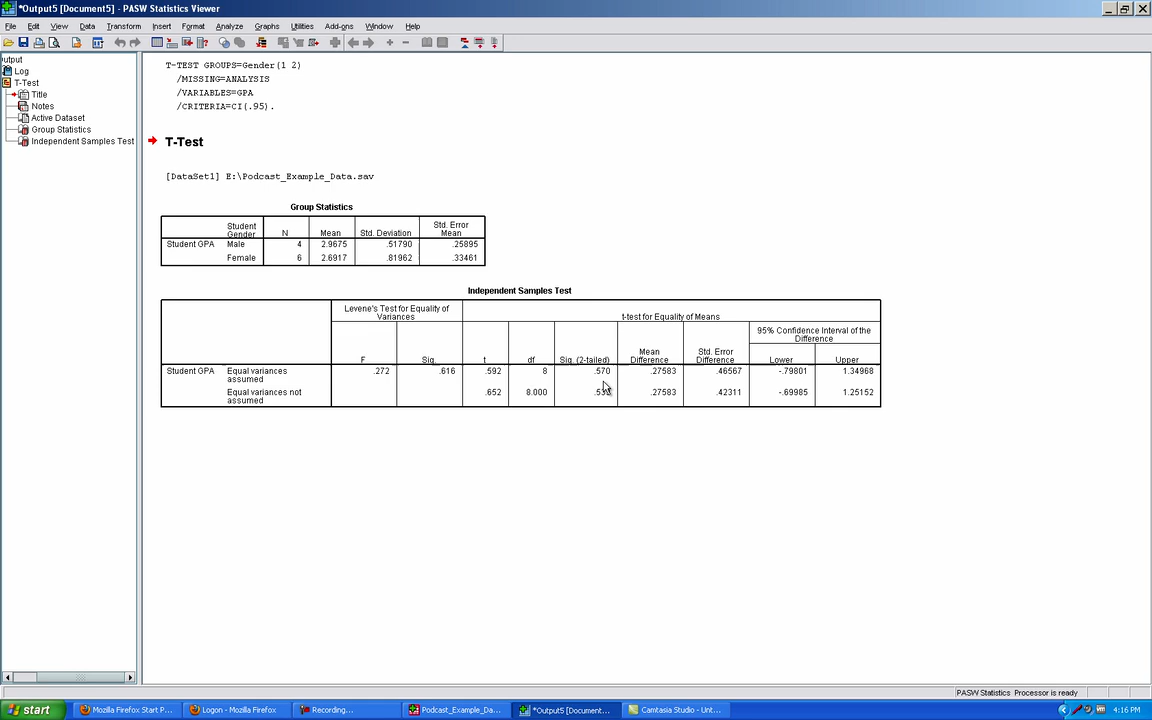 *Output5 [Document5] - PASW Statistics Viewer
File Edit View Data Transform Insert Format Analyze Graphs Utilities Add-ons Window Help
utput
Log
T-Test
Title
Notes
Active Dataset
Group Statistics
Independent Samples Test
T-TEST GROUPS=Gender(1 2)
/MISSING=ANALYSIS
/VARIABLES=GPA
/CRITERIA=CI(.95).
T-Test
[DataSet1] E:\Podcast_Example_Data.sav
Group Statistics
Student Gender N Mean Std. Deviation Std. Error Mean
Student GPA Male 4 2.9675 .51790 .25895
Female 6 2.6917 .81962 .33461
Independent Samples Test
Levene's Test for Equality of Variances t-test for Equality of Means
95% Confidence Interval of the Difference
F Sig. t df Sig. (2-tailed) Mean Difference Std. Error Difference Lower Upper
Student GPA Equal variances assumed .272 .616 .592 8 .570 .27583 .46567 -.79801 1.34968
Equal variances not assumed .652 8.000 .27583 .42311 -.69985 1.25152
PASW Statistics Processor is ready
start Mozilla Firefox Start P... Logon - Mozilla Firefox Recording... Podcast_Example_Da... *Output5 [Document... Camtasia Studio - Unt... 4:16 PM